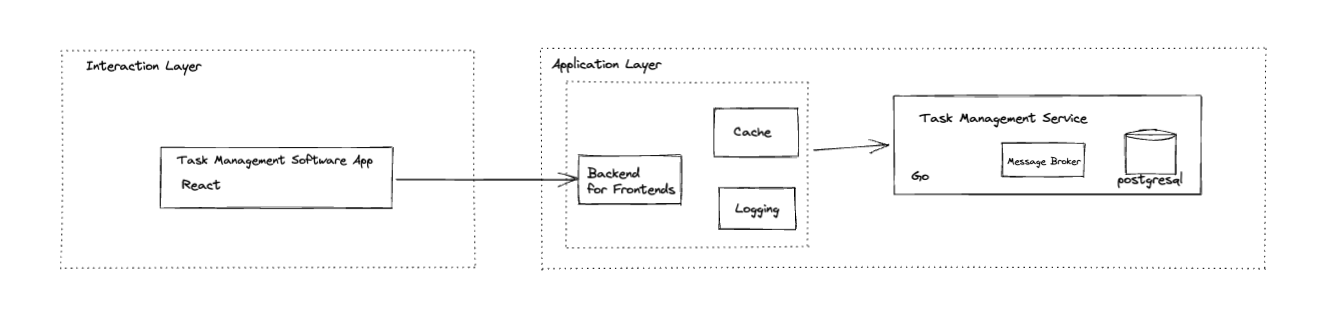 Interaction Layer
Task Management Software App
React
Application Layer
Backend
for Frontends
Cache
Logging
Task Management Service
Message Broker
Go
postgresql